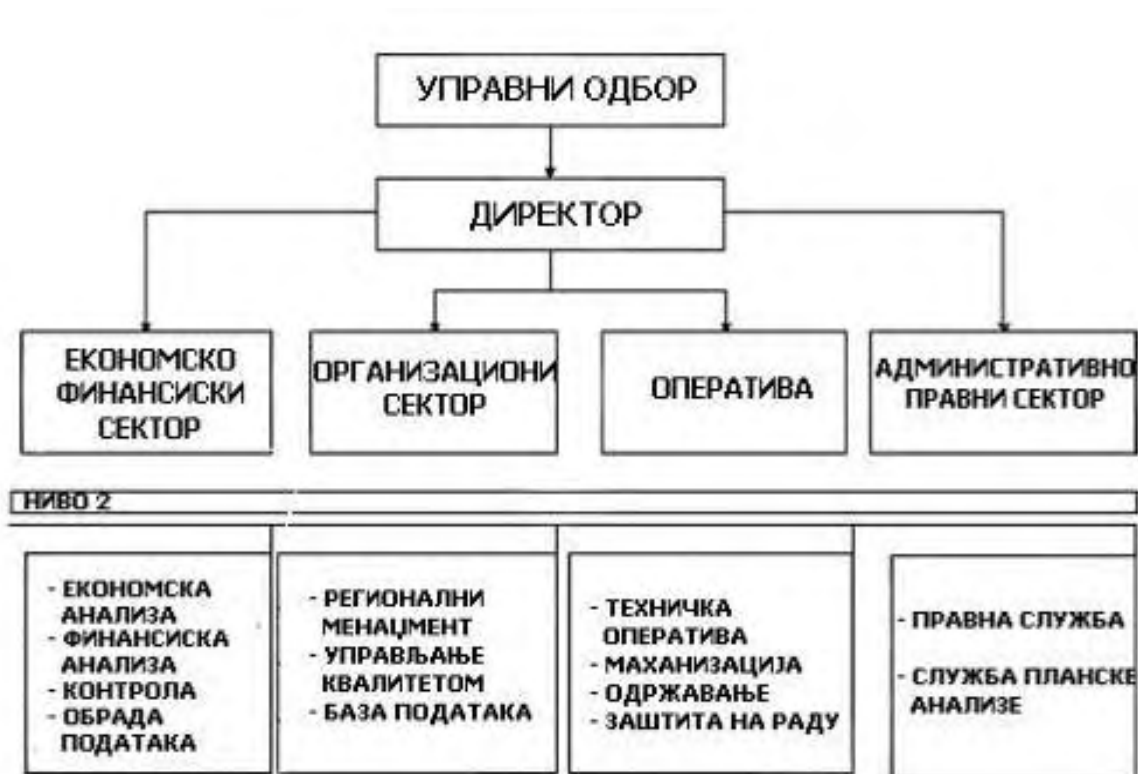 УПРАВНИ ОДБОР
ДИРЕКТОР
ЕКОНОМСКО
ФИНАНСИСКИ
СЕКТОР
ОРГАНИЗАЦИОНИ
СЕКТОР
ОПЕРАТИВА
АДМИНИСТРАТИВНО
ПРАВНИ СЕКТОР
НИВО 2
- ЕКОНОМСКА
АНАЛИЗА
- ФИНАНСИСКА
АНАЛИЗА
- КОНТРОЛА
- ОБРАДА
ПОДАТАКА
- РЕГИОНАЛНИ
МЕНАЏМЕНТ
- УПРАВЉАЊЕ
КВАЛИТЕТОМ
- БАЗА ПОДАТАКА
- ТЕХНИЧКА
ОПЕРАТИВА
- МАХАНИЗАЦИЈА
- ОДРЖАВАЊЕ
- ЗАШТИТА НА РАДУ
- ПРАВНА СЛУЖБА
- СЛУЖБА ПЛАНСКЕ
АНАЛИЗЕ